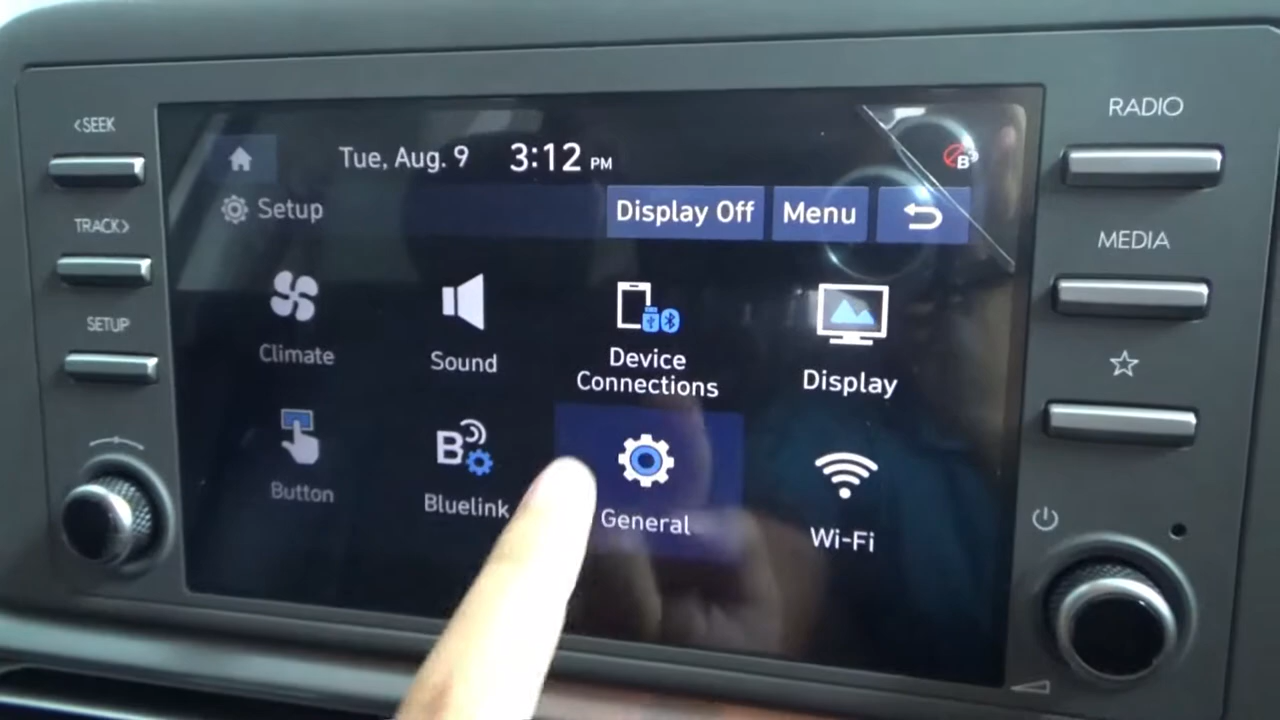 <SEEK
TRACK>
SETUP
Tue, Aug. 9 3:12 PM
B
Setup
Display Off
Menu
Climate
Sound
Device
Connections
Display
Button
B
Bluelink
General
Wi-Fi
RADIO
MEDIA